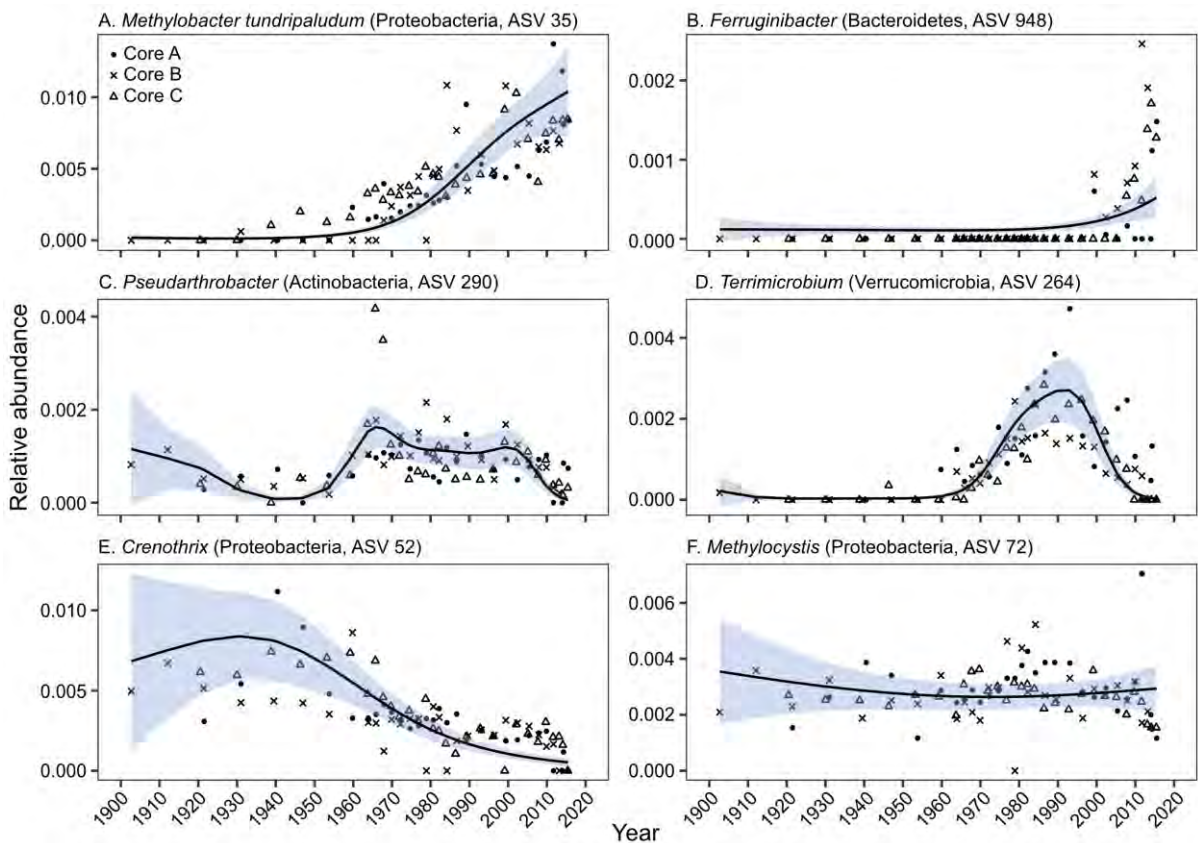 A. Methylobacter tundripaludum (Proteobacteria, ASV 35)
Core A
Core B
Core C
0.010
0.005
0.000
B. Ferruginibacter (Bacteroidetes, ASV 948)
0.002
0.001
0.000
C. Pseudarthrobacter (Actinobacteria, ASV 290)
0.004
0.002
0.000
D. Terrimicrobium (Verrucomicrobia, ASV 264)
0.004
0.002
0.000
Relative abundance
E. Crenothrix (Proteobacteria, ASV 52)
0.010
0.005
0.000
1900 1910 1920 1930 1940 1950 1960 1970 1980 1990 2000 2010 2020
F. Methylocystis (Proteobacteria, ASV 72)
0.006
0.004
0.002
0.000
1900 1910 1920 1930 1940 1950 1960 1970 1980 1990 2000 2010 2020
Year